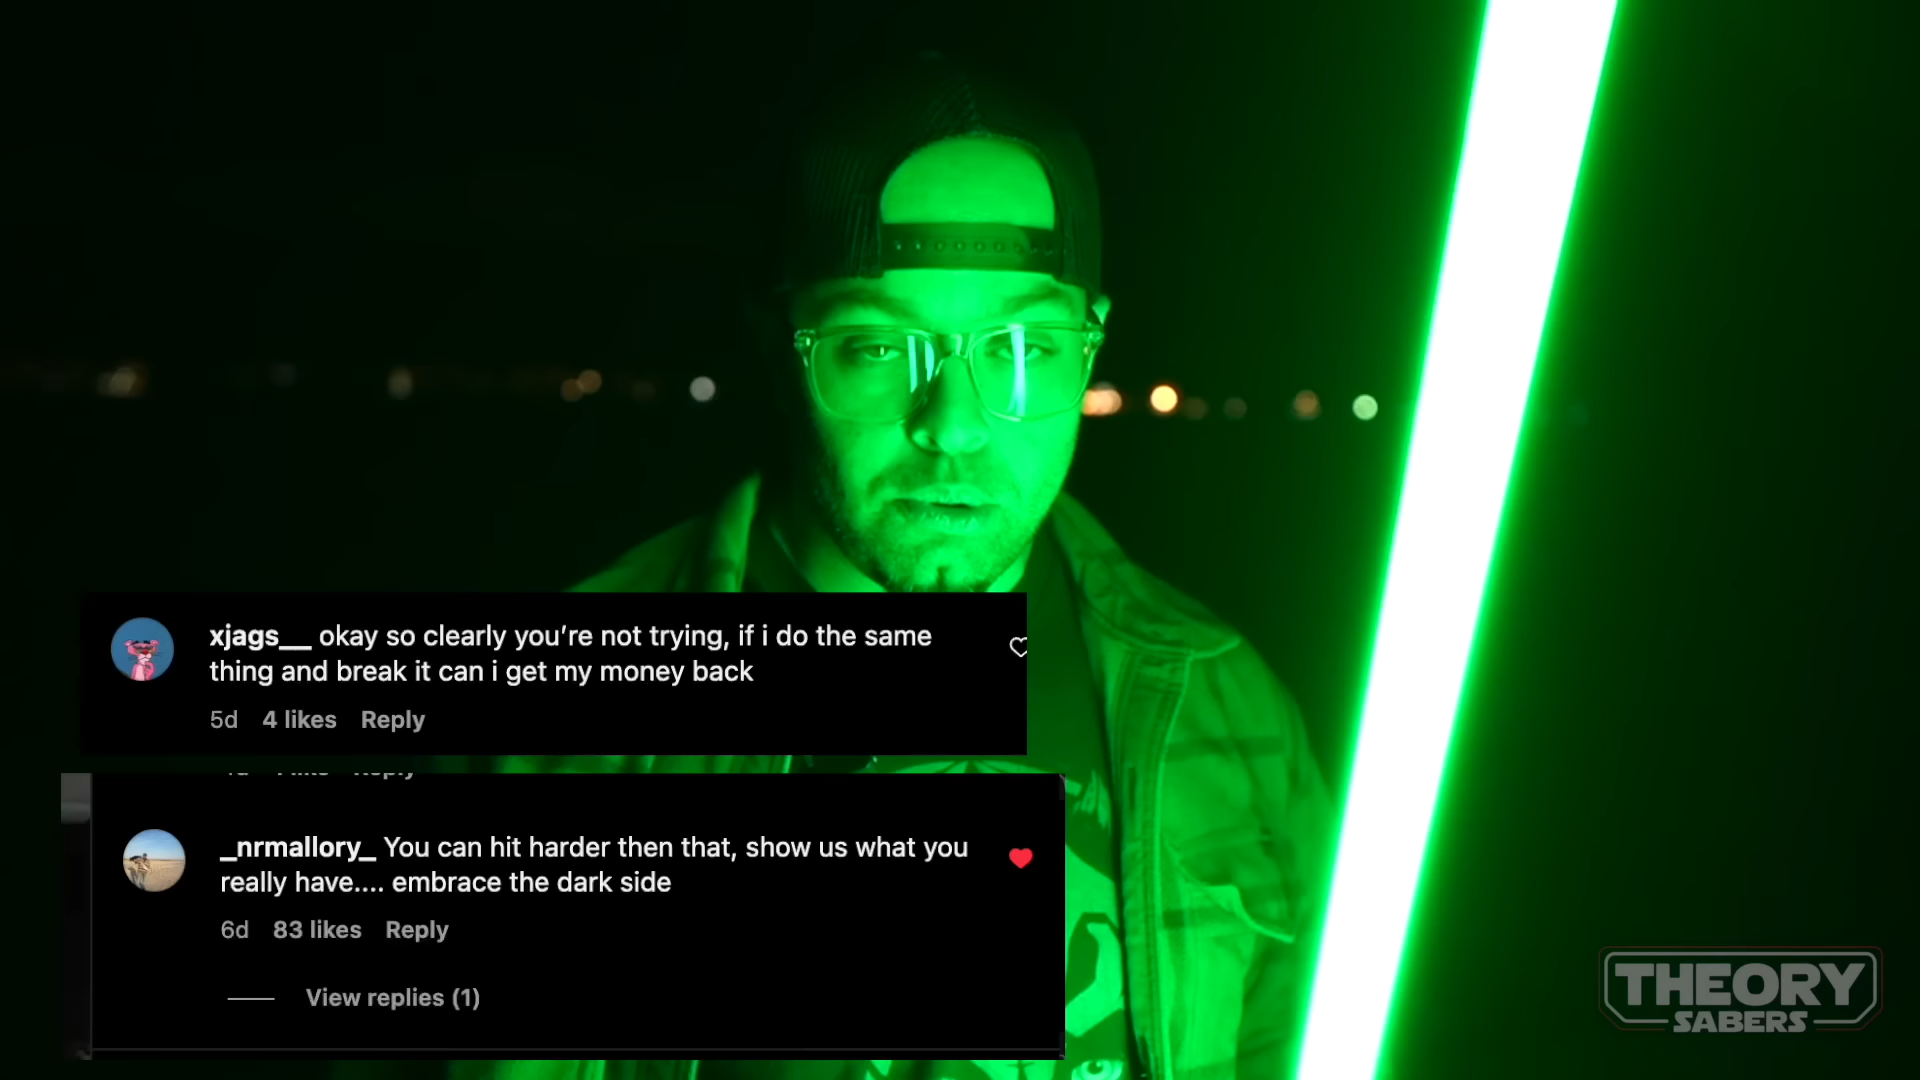 xjags__ okay so clearly you're not trying, if i do the same
thing and break it can i get my money back
5d 4 likes Reply
_nrmallory_ You can hit harder then that, show us what you
really have.... embrace the dark side
6d 83 likes Reply
View replies (1)
THEORY
SABERS